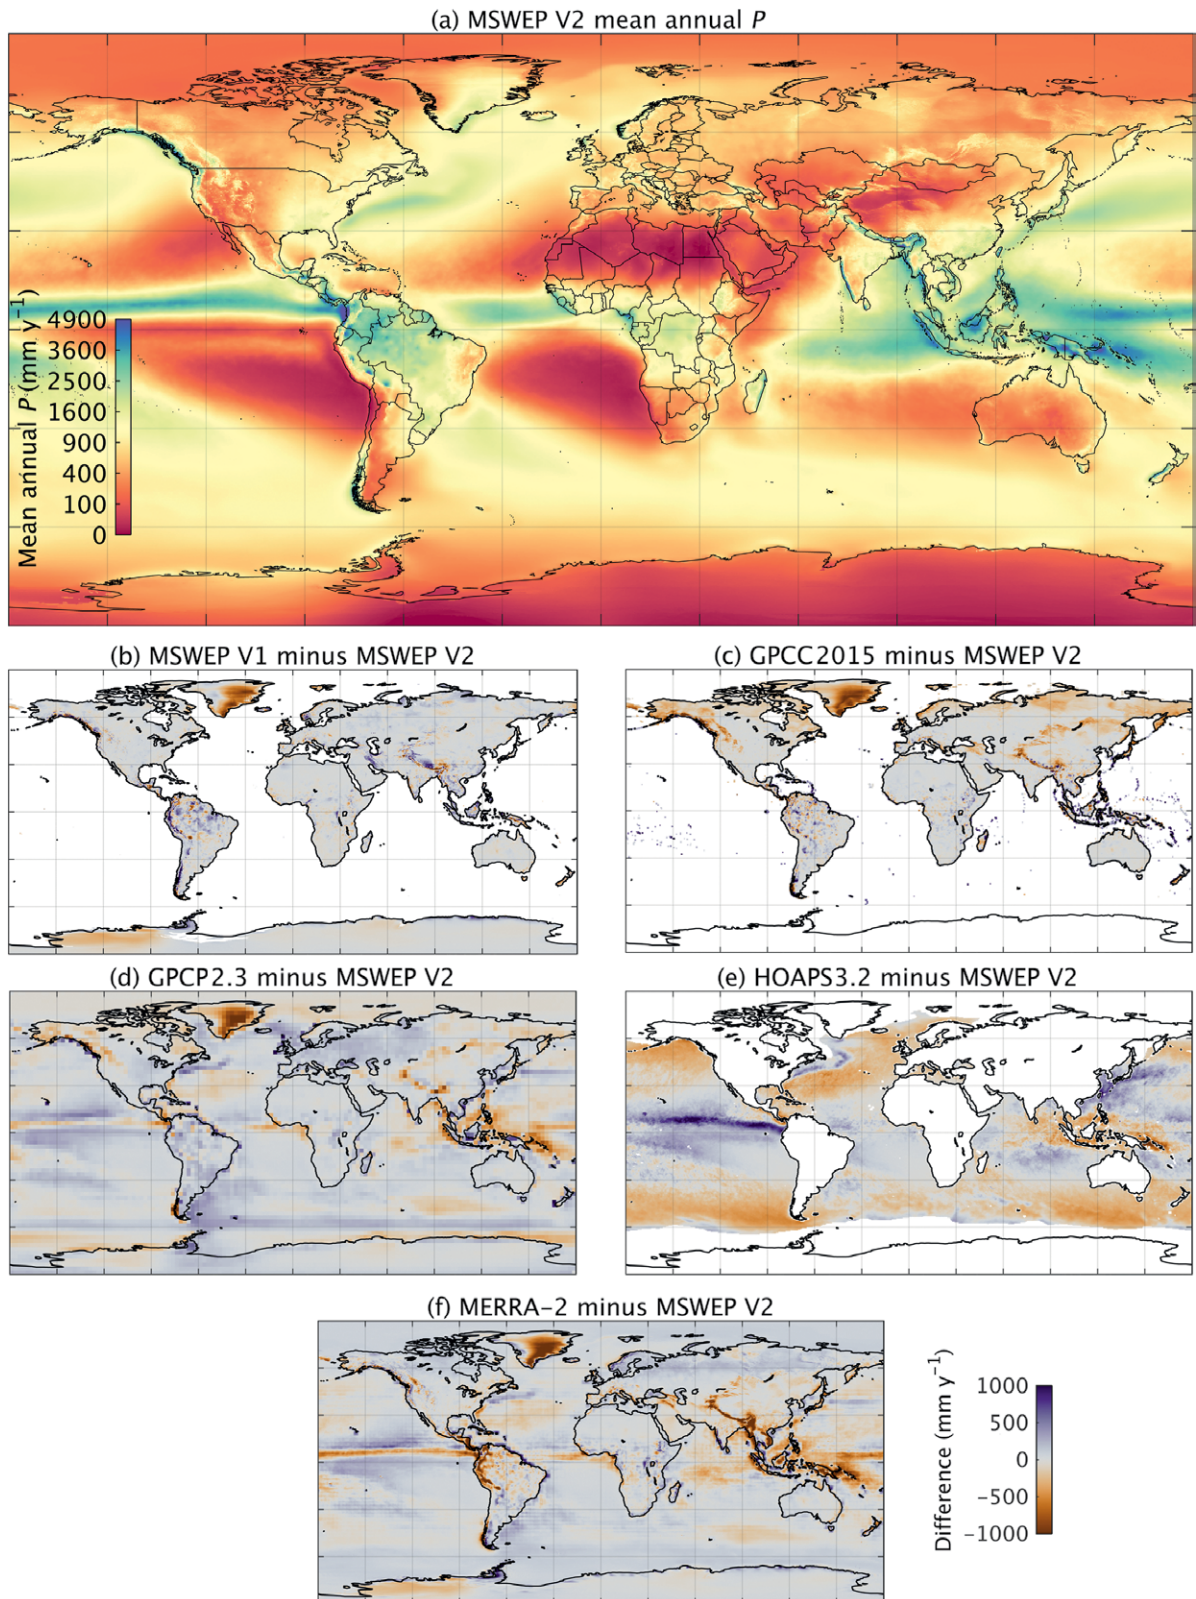 (a) MSWEP V2 mean annual P
Mean annual P (mm y⁻¹)
4900
3600
2500
1600
900
400
100
0
(b) MSWEP V1 minus MSWEP V2
(c) GPCC2015 minus MSWEP V2
(d) GPCP2.3 minus MSWEP V2
(e) HOAPS3.2 minus MSWEP V2
(f) MERRA-2 minus MSWEP V2
Difference (mm y⁻¹)
1000
500
0
−500
−1000